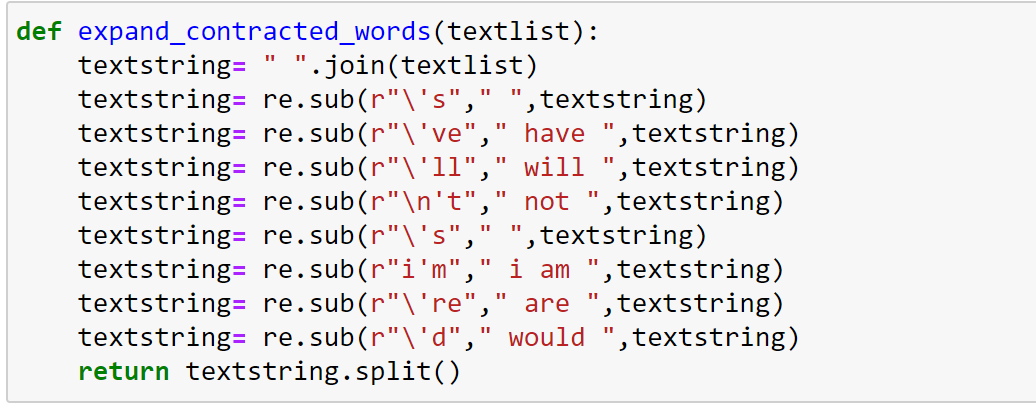 def expand_contracted_words(textlist):
    textstring= " ".join(textlist)
    textstring= re.sub(r"\'s"," ",textstring)
    textstring= re.sub(r"\'ve"," have ",textstring)
    textstring= re.sub(r"\'ll"," will ",textstring)
    textstring= re.sub(r"\n't"," not ",textstring)
    textstring= re.sub(r"\'s"," ",textstring)
    textstring= re.sub(r"i'm"," i am ",textstring)
    textstring= re.sub(r"\'re"," are ",textstring)
    textstring= re.sub(r"\'d"," would ",textstring)
    return textstring.split()